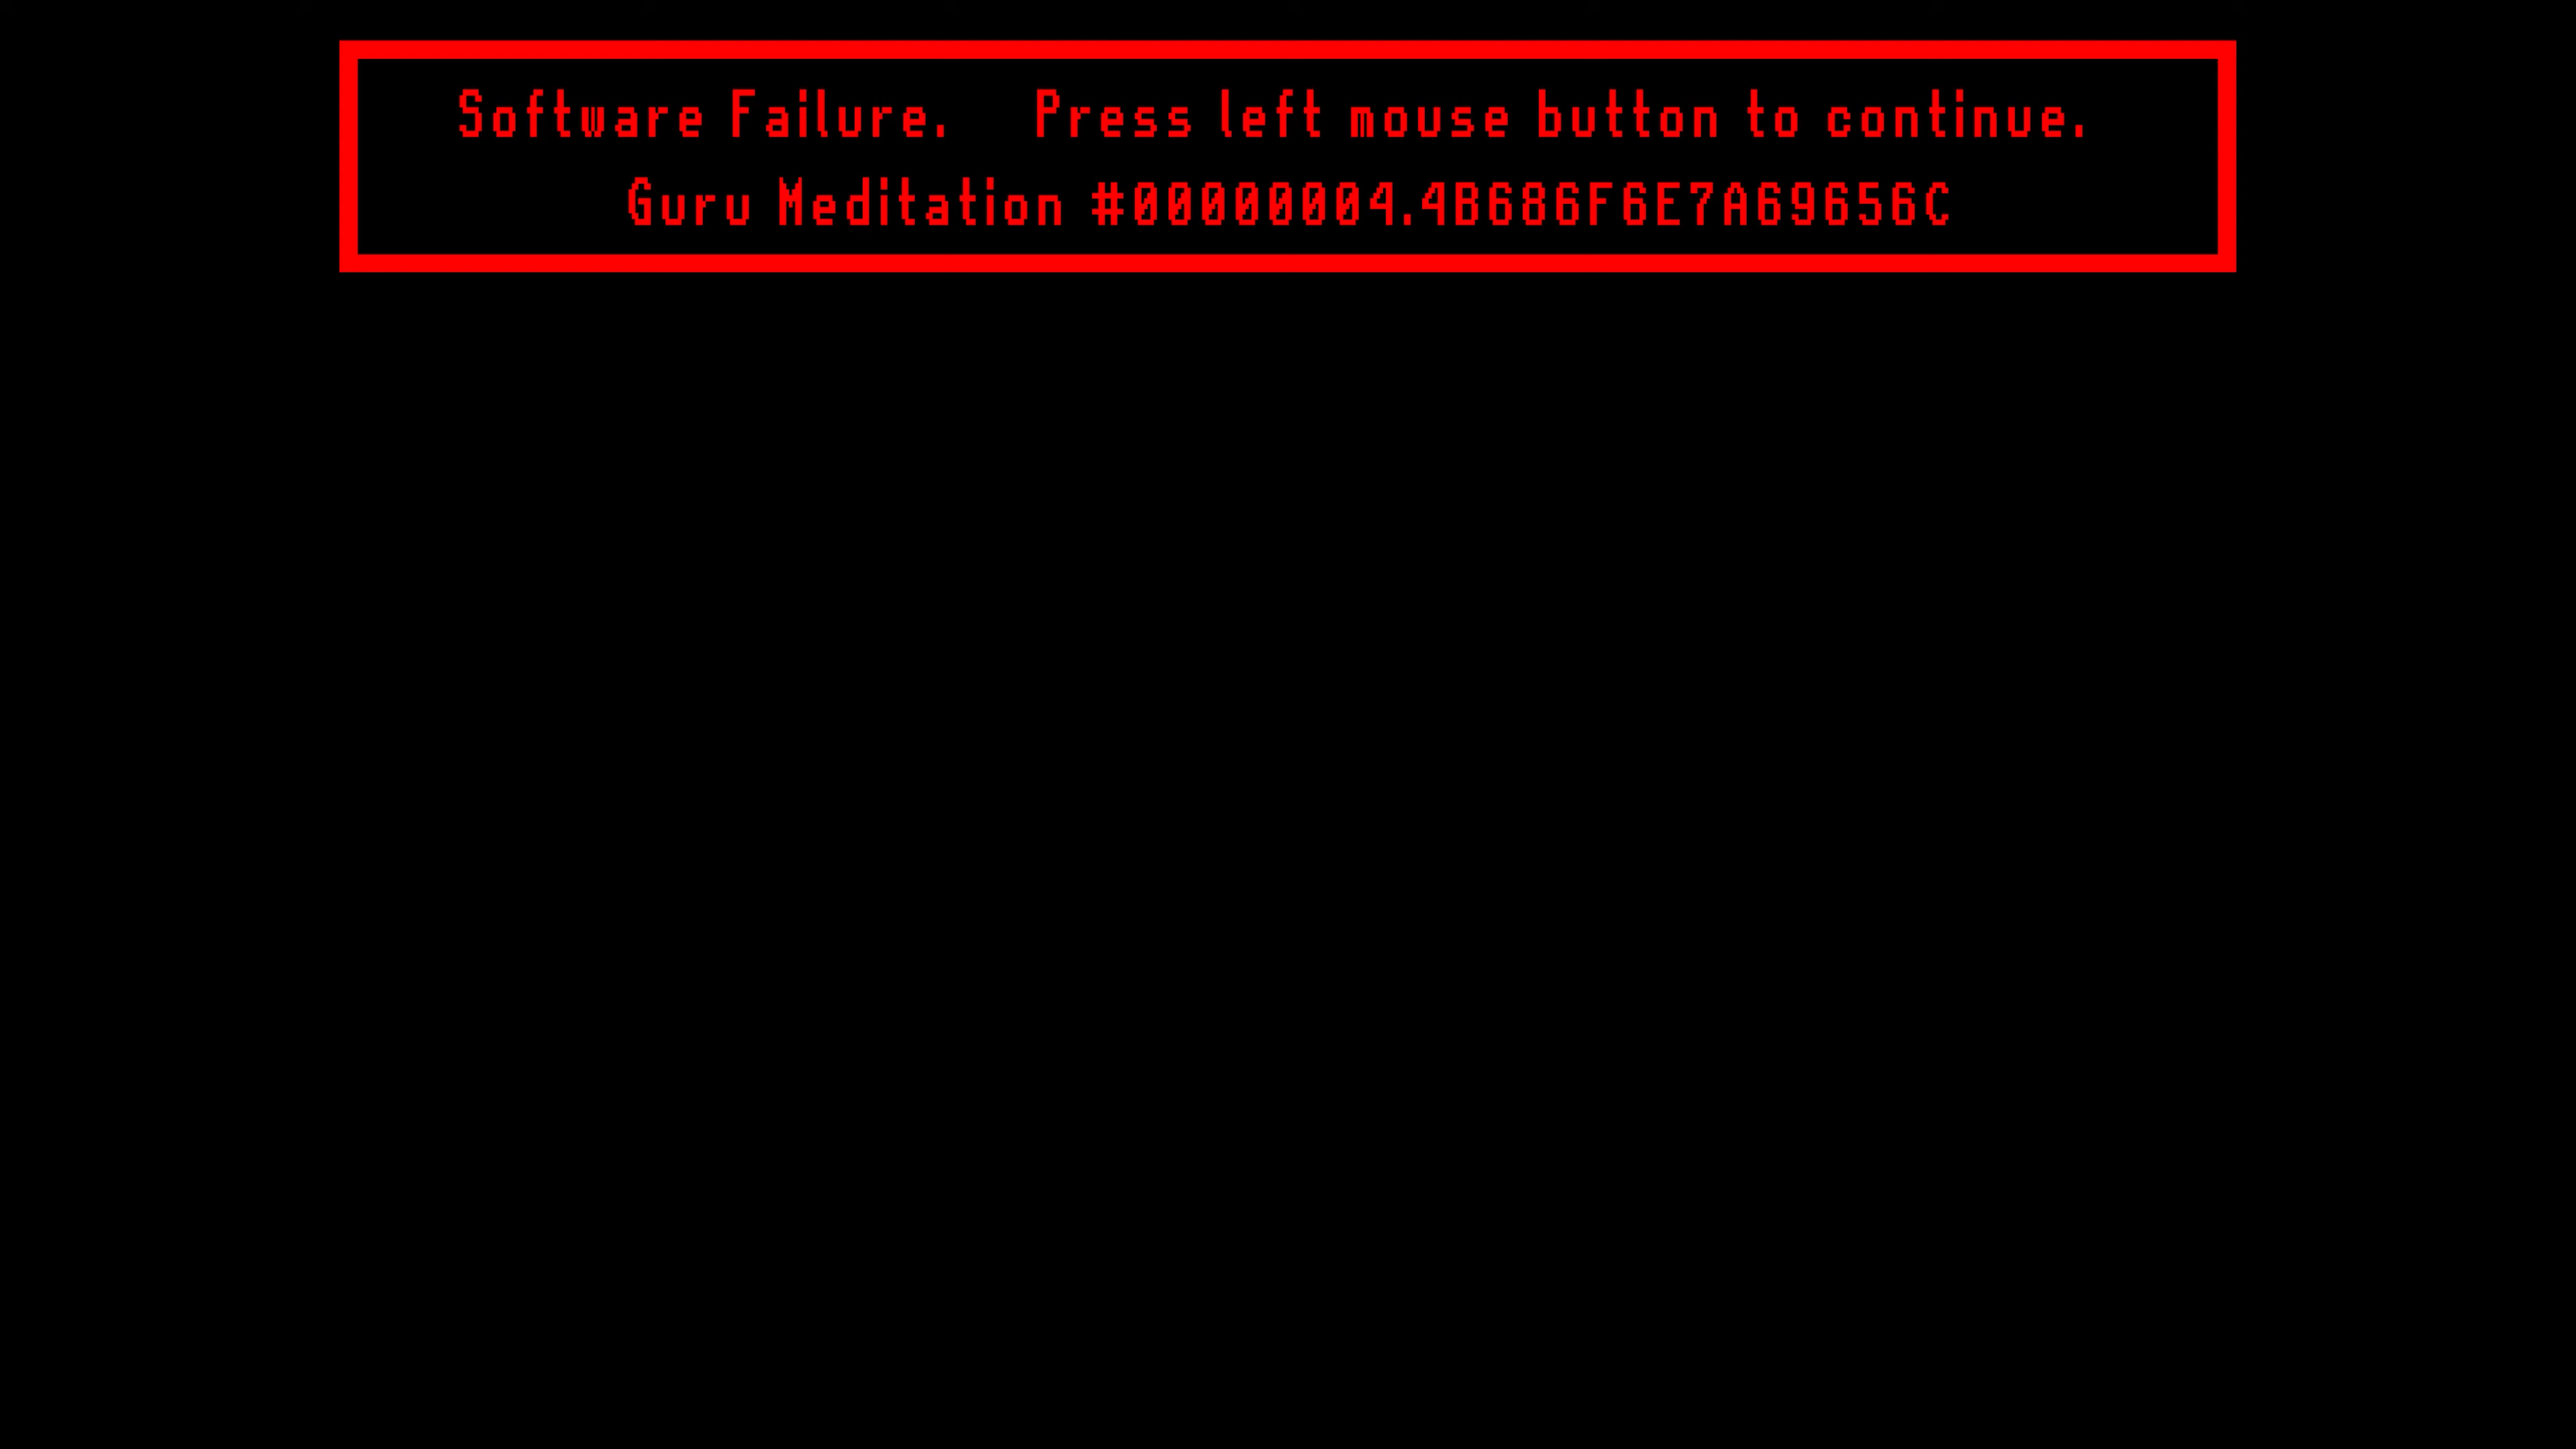 Software Failure.   Press left mouse button to continue.
Guru Meditation #00000004.4B686F6E7A69656C